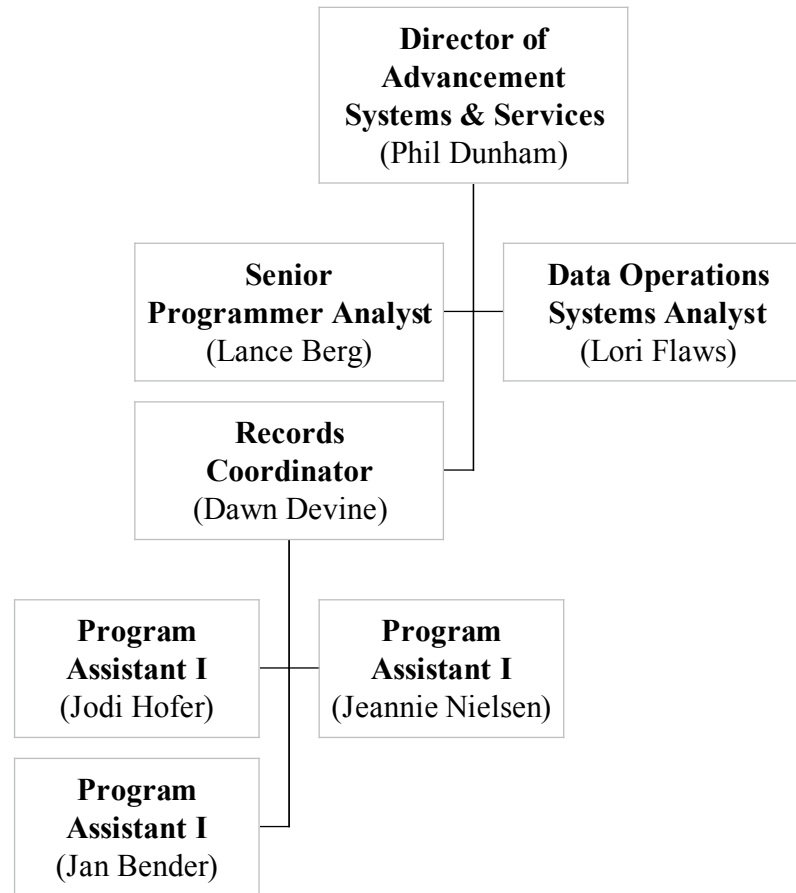 Director of
Advancement
Systems & Services
(Phil Dunham)
Senior
Programmer Analyst
(Lance Berg)
Data Operations
Systems Analyst
(Lori Flaws)
Records
Coordinator
(Dawn Devine)
Program
Assistant I
(Jodi Hofer)
Program
Assistant I
(Jeannie Nielsen)
Program
Assistant I
(Jan Bender)